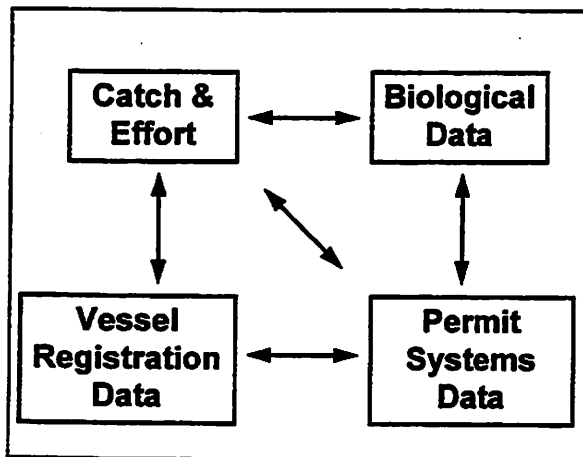 Catch &
Effort
Biological
Data
Vessel
Registration
Data
Permit
Systems
Data